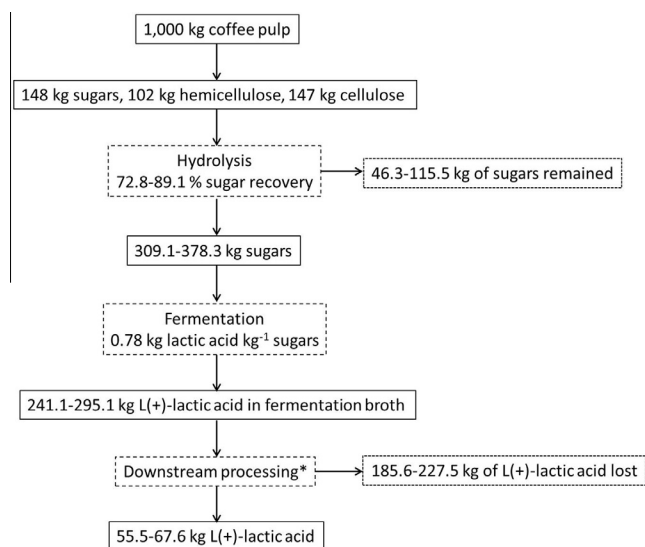 1,000 kg coffee pulp
148 kg sugars, 102 kg hemicellulose, 147 kg cellulose
Hydrolysis
72.8-89.1 % sugar recovery
46.3-115.5 kg of sugars remained
309.1-378.3 kg sugars
Fermentation
0.78 kg lactic acid kg⁻¹ sugars
241.1-295.1 kg L(+)-lactic acid in fermentation broth
Downstream processing*
185.6-227.5 kg of L(+)-lactic acid lost
55.5-67.6 kg L(+)-lactic acid